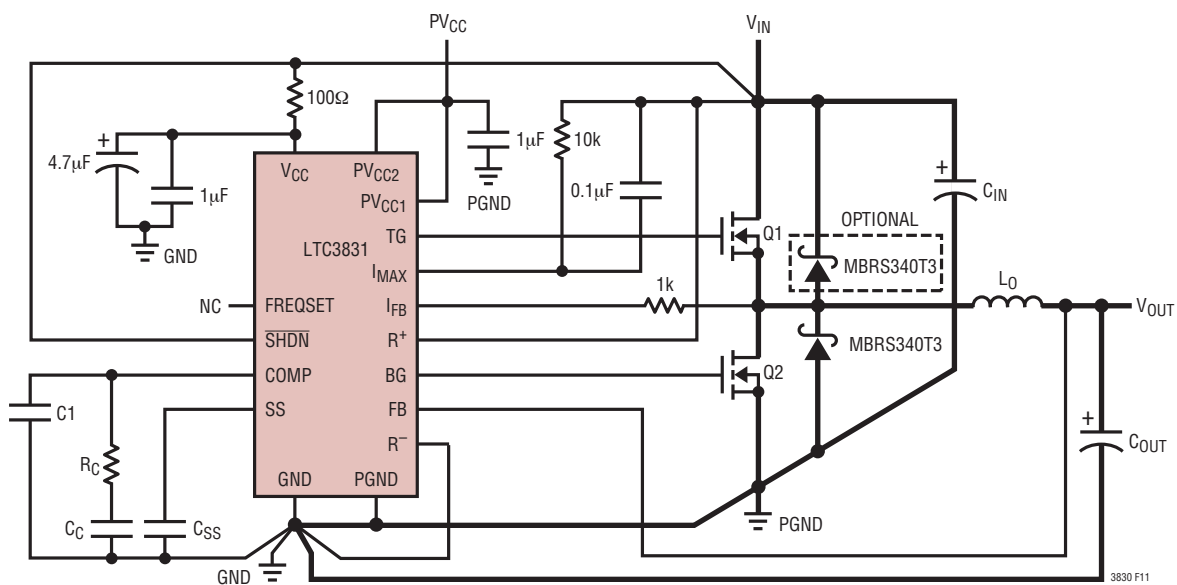 PVCC
VIN
100Ω
+
4.7µF
1µF
GND
1µF
PGND
10k
0.1µF
+
CIN
VCC
PVCC2
PVCC1
LTC3831
TG
IMAX
Q1
OPTIONAL
MBRS340T3
NC
FREQSET
IFB
1k
LO
VOUT
SHDN
R+
MBRS340T3
COMP
BG
Q2
C1
SS
FB
+
COUT
R–
RC
GND
PGND
CC
CSS
PGND
GND
3830 F11